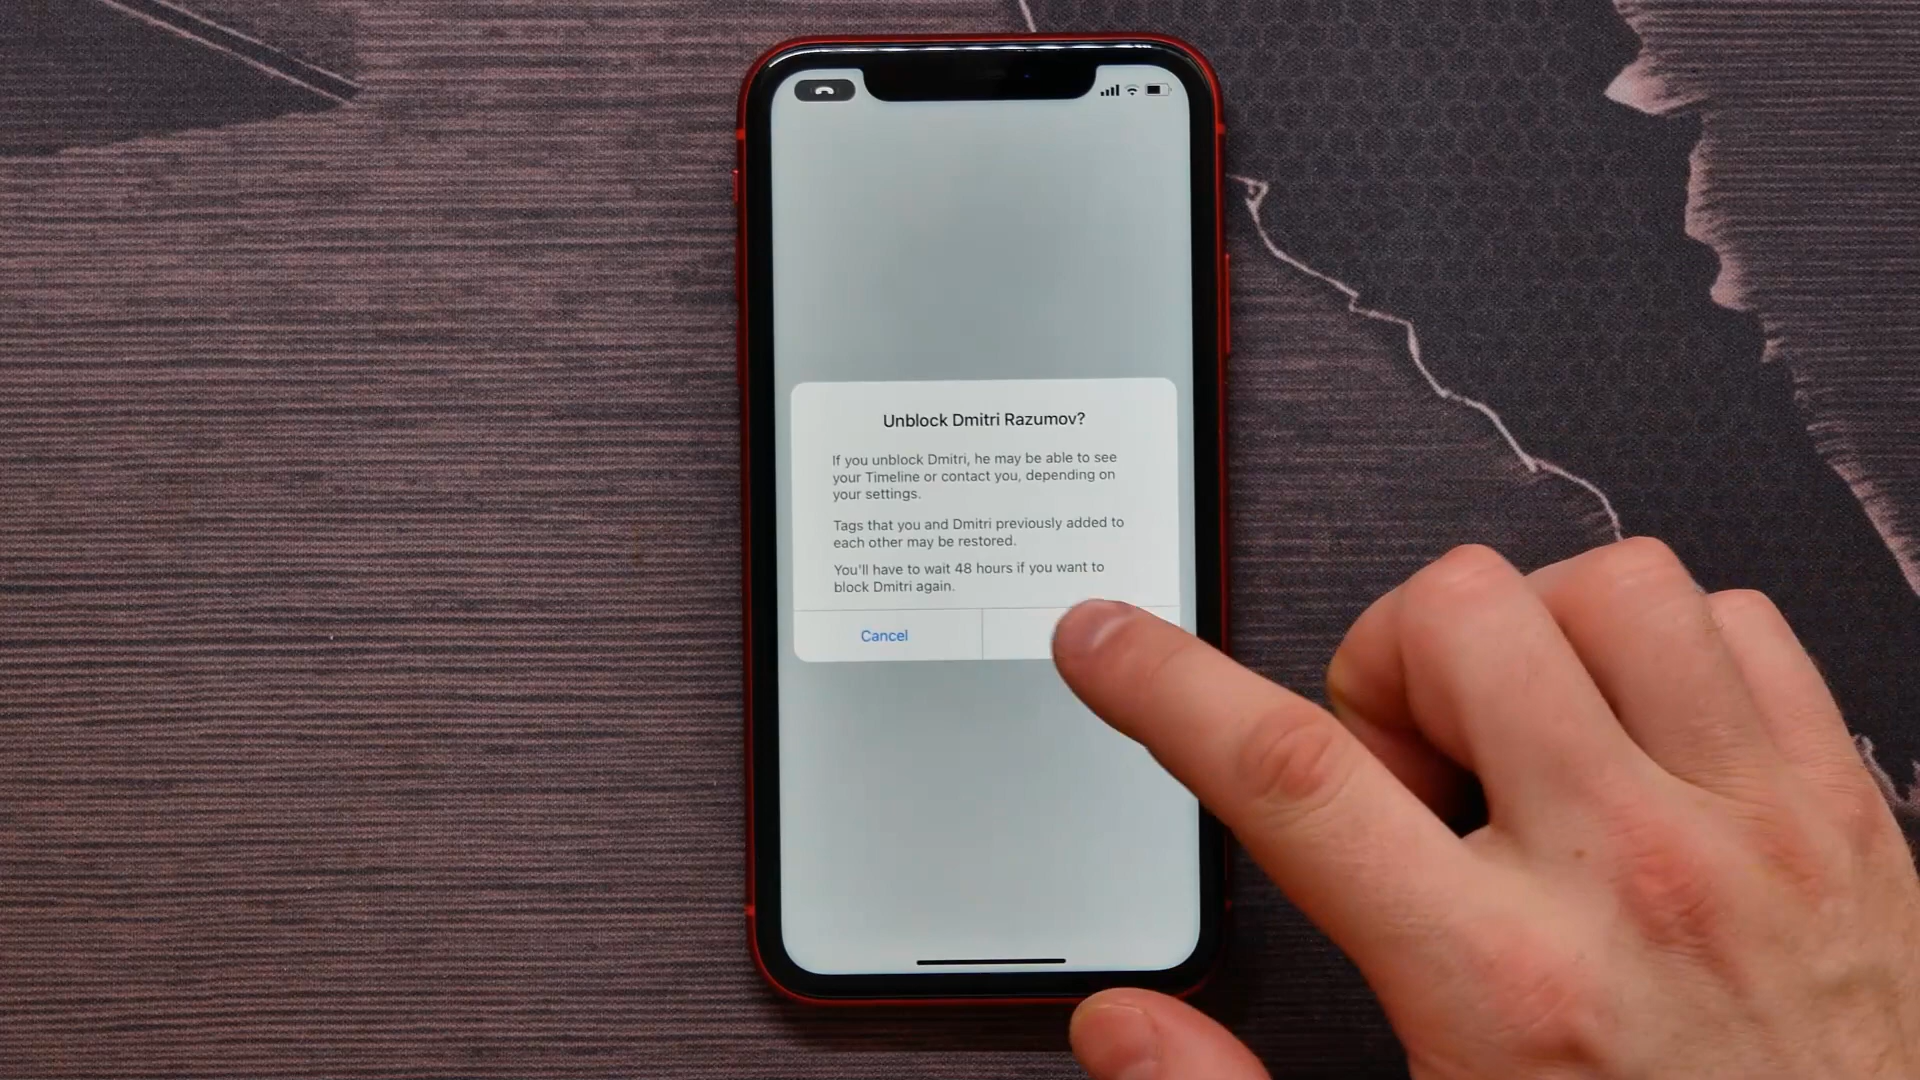 Unblock Dmitri Razumov?
If you unblock Dmitri, he may be able to see
your Timeline or contact you, depending on
your settings.
Tags that you and Dmitri previously added to
each other may be restored.
You'll have to wait 48 hours if you want to
block Dmitri again.
Cancel